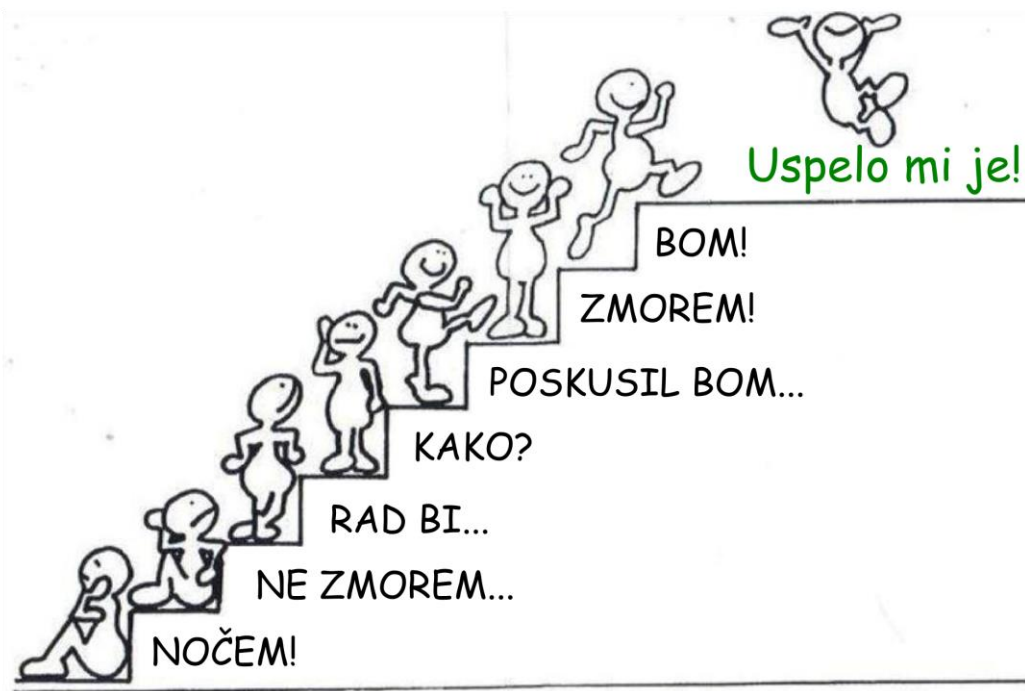 Uspelo mi je!
BOM!
ZMOREM!
POSKUSIL BOM...
KAKO?
RAD BI...
NE ZMOREM...
NOČEM!